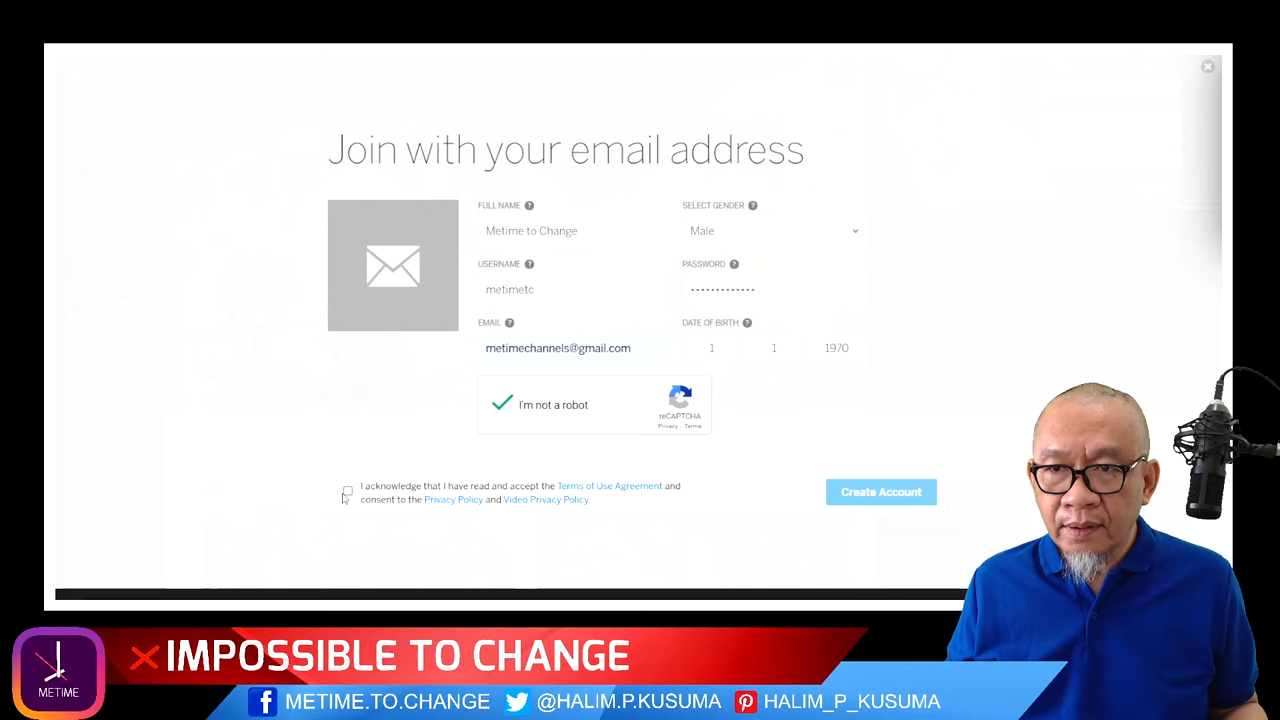 Join with your email address
FULL NAME ?
SELECT GENDER ?
Metime to Change
Male
USERNAME ?
PASSWORD ?
metimetc
•••••••••••••
EMAIL ?
DATE OF BIRTH ?
metimechannels@gmail.com
1
1
1970
I'm not a robot
reCAPTCHA
Privacy - Terms
I acknowledge that I have read and accept the Terms of Use Agreement and
consent to the Privacy Policy and Video Privacy Policy.
Create Account
METIME
IMPOSSIBLE TO CHANGE
METIME.TO.CHANGE
@HALIM.P.KUSUMA
HALIM_P_KUSUMA